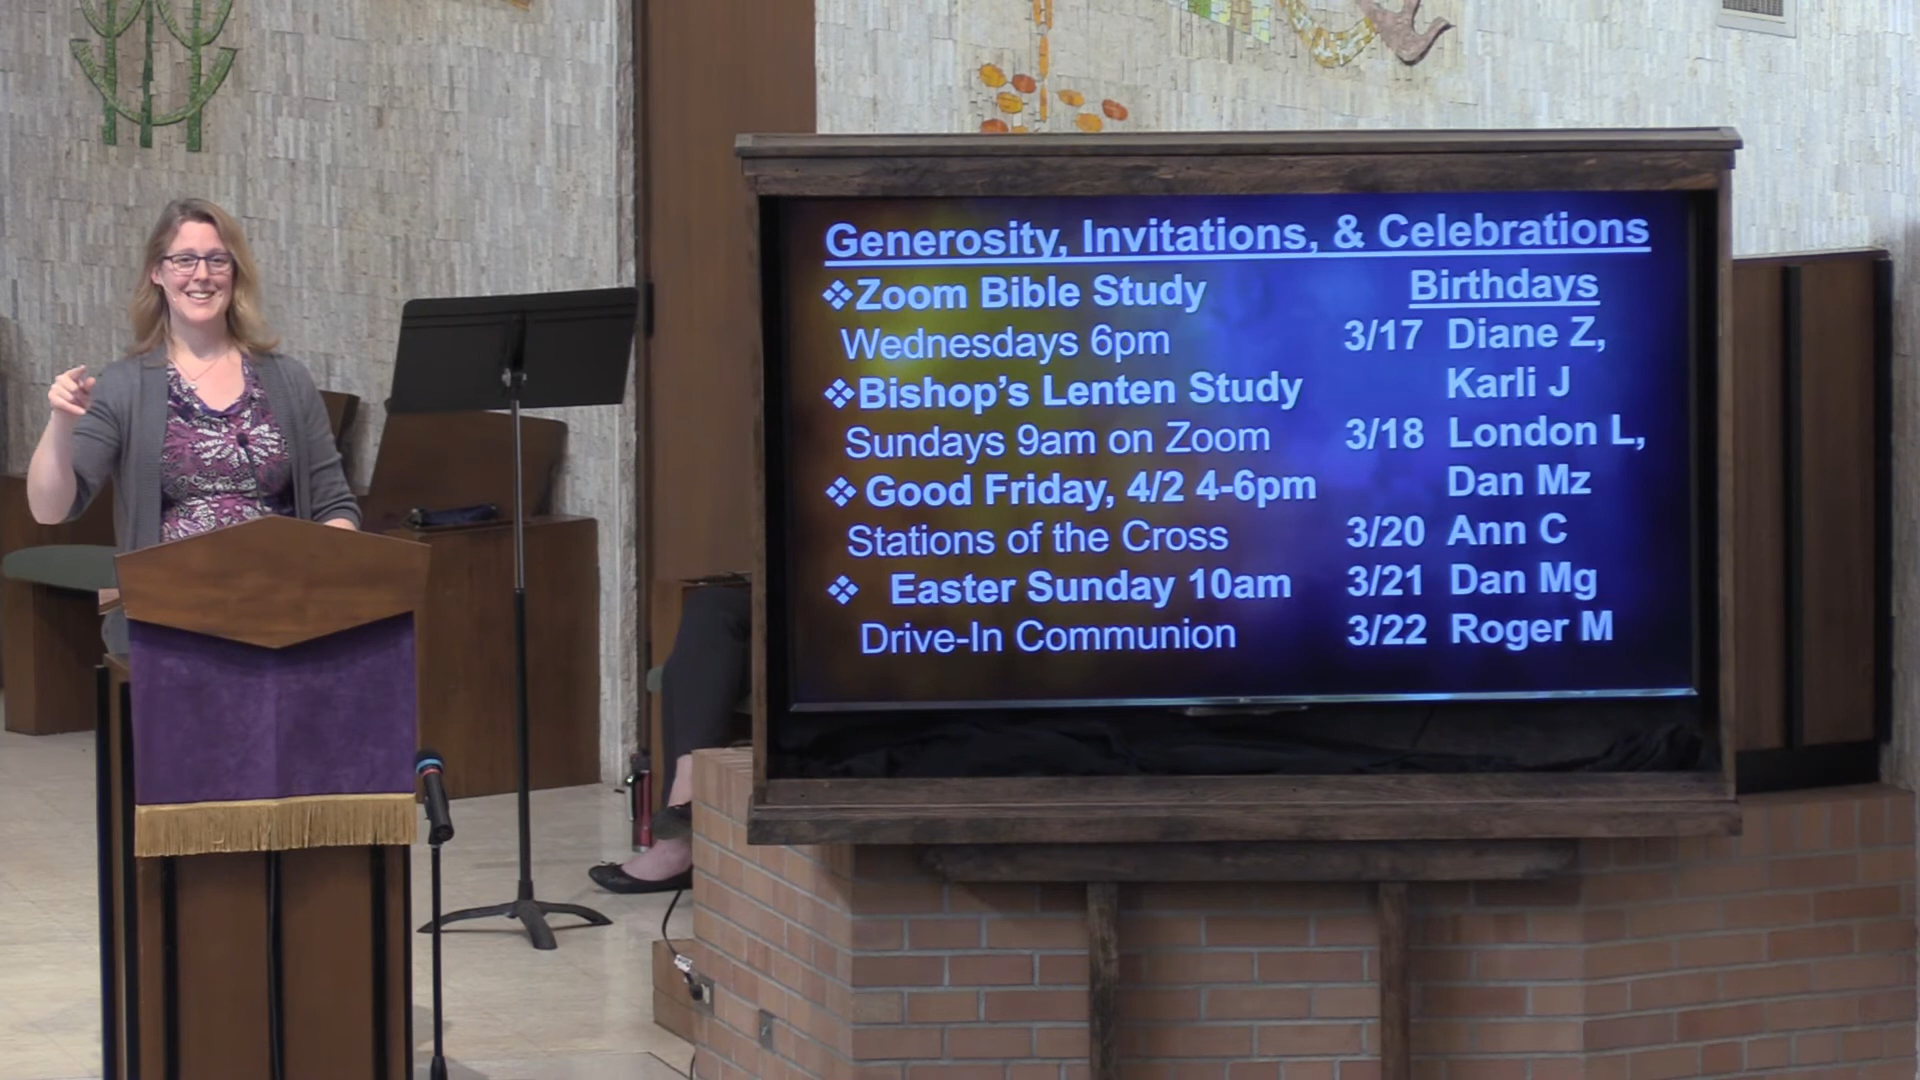 Generosity, Invitations, & Celebrations
❖Zoom Bible Study
Wednesdays 6pm
❖Bishop's Lenten Study
Sundays 9am on Zoom
❖ Good Friday, 4/2 4-6pm
Stations of the Cross
❖ Easter Sunday 10am
Drive-In Communion
Birthdays
3/17 Diane Z,
Karli J
3/18 London L,
Dan Mz
3/20 Ann C
3/21 Dan Mg
3/22 Roger M